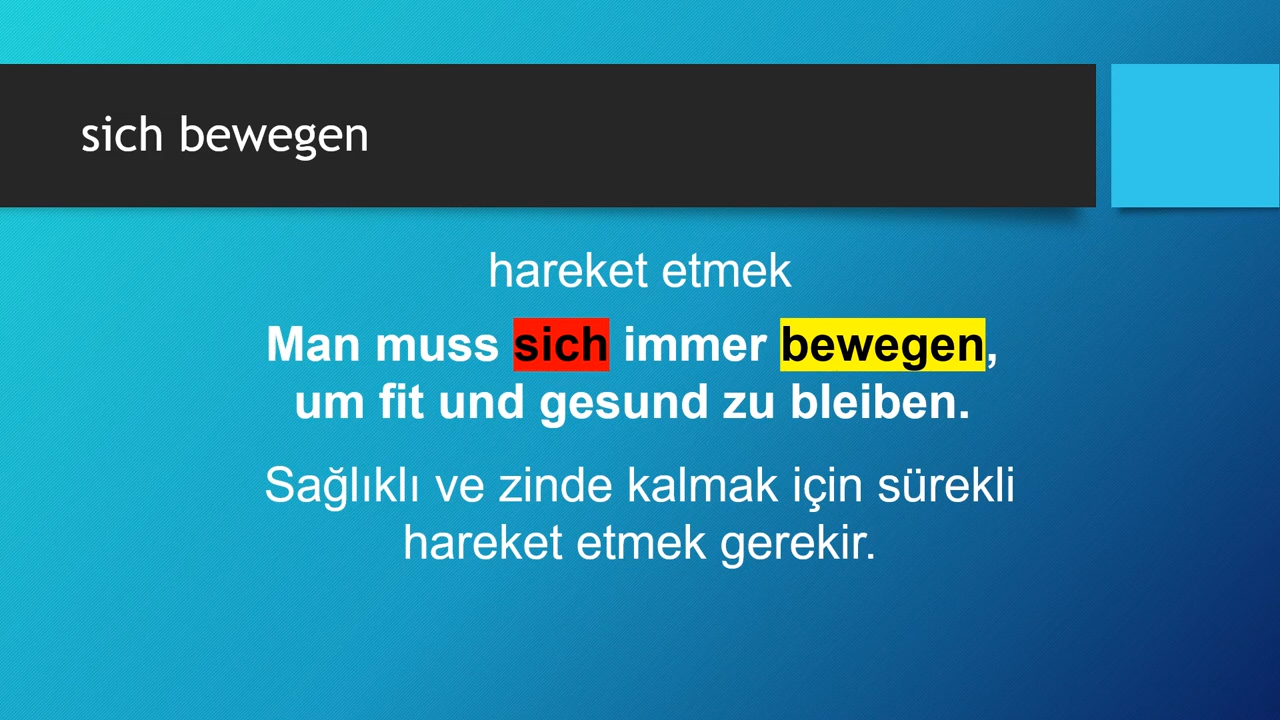 sich bewegen
hareket etmek
Man muss sich immer bewegen,
um fit und gesund zu bleiben.
Sağlıklı ve zinde kalmak için sürekli
hareket etmek gerekir.